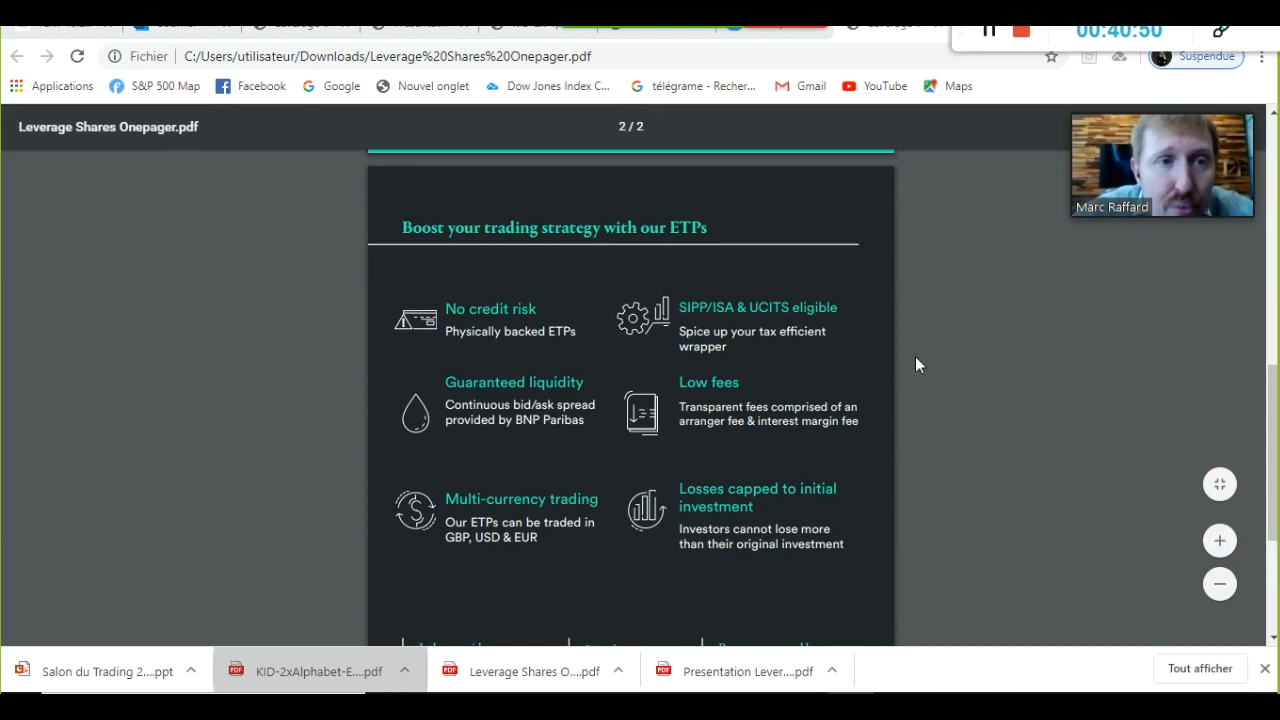 00:40:50
Fichier C:/Users/utilisateur/Downloads/Leverage%20Shares%20Onepager.pdf
Suspendue
Applications S&P 500 Map Facebook Google Nouvel onglet Dow Jones Index C... télégrame - Recher... Gmail YouTube Maps
Leverage Shares Onepager.pdf 2 / 2
Marc Raffard
Boost your trading strategy with our ETPs
No credit risk
Physically backed ETPs
SIPP/ISA & UCITS eligible
Spice up your tax efficient
wrapper
Guaranteed liquidity
Continuous bid/ask spread
provided by BNP Paribas
Low fees
Transparent fees comprised of an
arranger fee & interest margin fee
Multi-currency trading
Our ETPs can be traded in
GBP, USD & EUR
Losses capped to initial
investment
Investors cannot lose more
than their original investment
Salon du Trading 2....ppt KID-2xAlphabet-E....pdf Leverage Shares O....pdf Presentation Lever....pdf Tout afficher